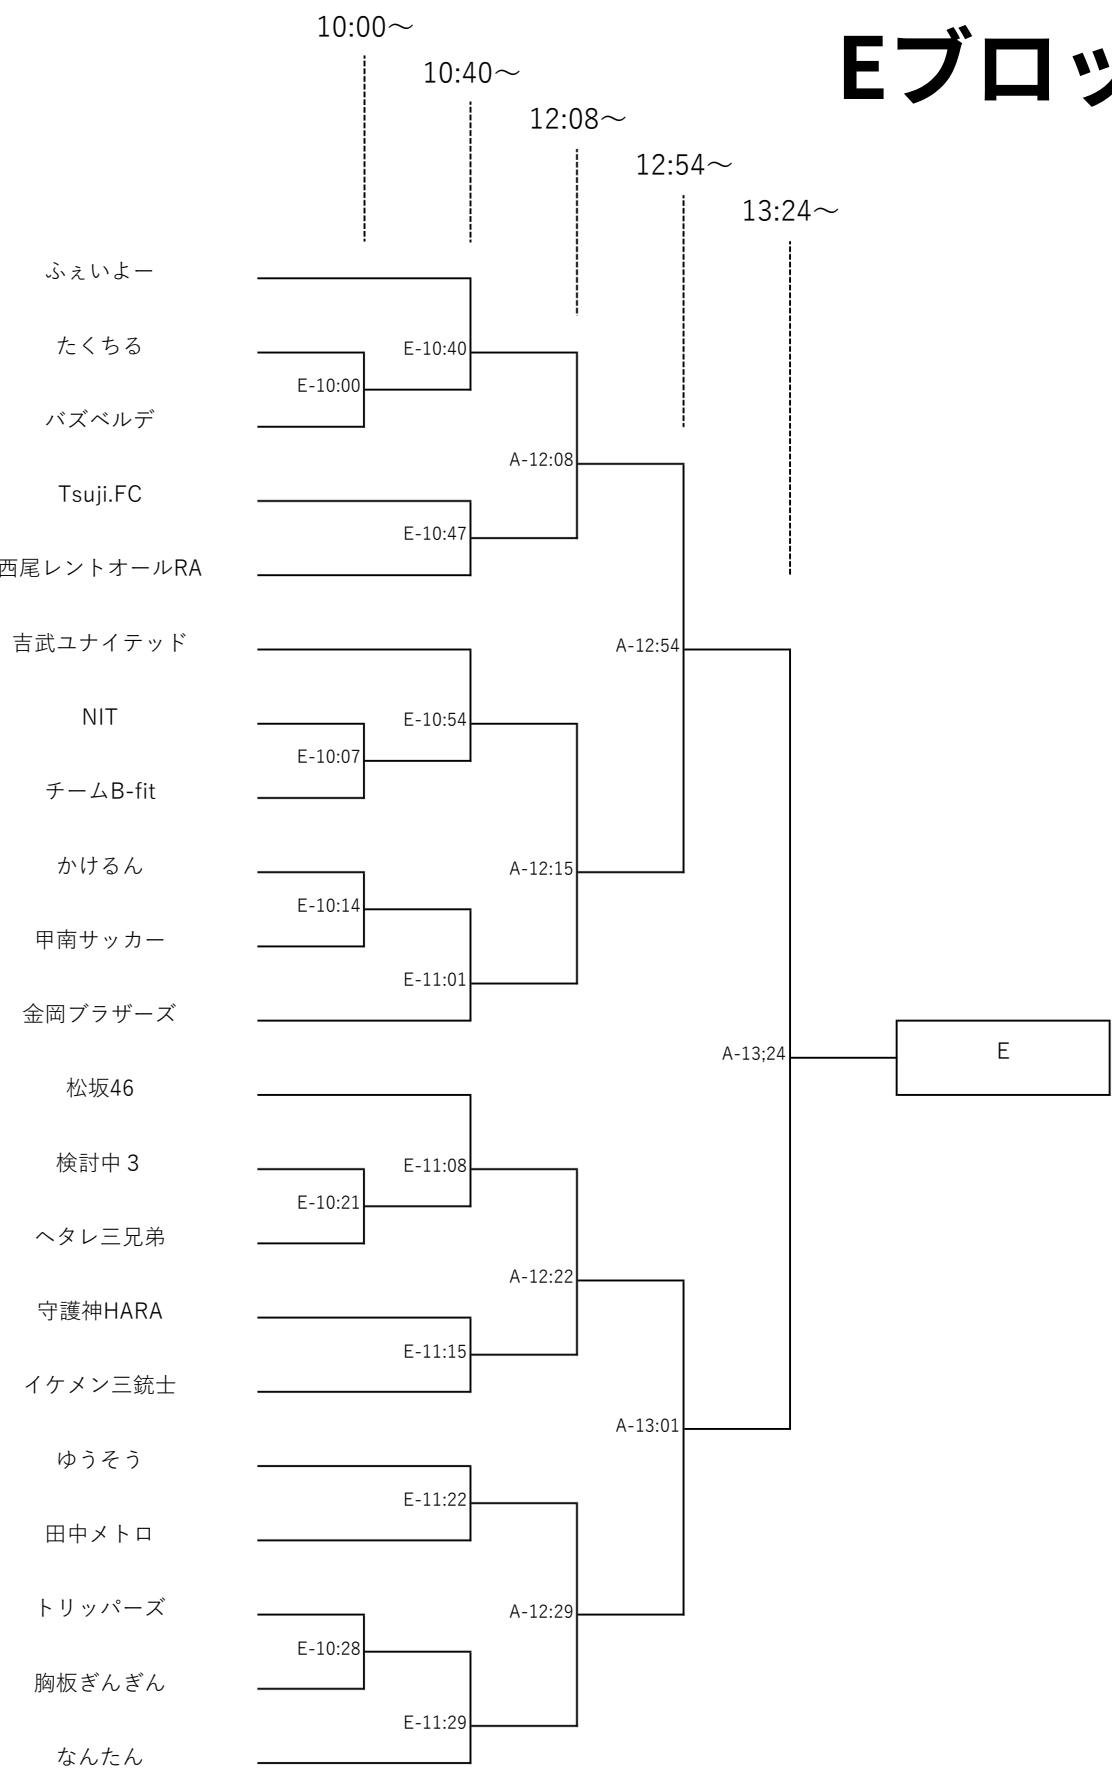 10:00～
Eブロッ
10:40～
12:08～
12:54～
13:24～
ふぇいよー
たくちる
E-10:40
E-10:00
バズベルデ
A-12:08
Tsuji.FC
E-10:47
西尾レントオールRA
吉武ユナイテッド
A-12:54
NIT
E-10:54
E-10:07
チームB-fit
かけるん
A-12:15
E-10:14
甲南サッカー
E-11:01
金岡ブラザーズ
E
A-13;24
松坂46
検討中３
E-11:08
E-10:21
ヘタレ三兄弟
A-12:22
守護神HARA
E-11:15
イケメン三銃士
A-13:01
ゆうそう
E-11:22
田中メトロ
トリッパーズ
A-12:29
E-10:28
胸板ぎんぎん
E-11:29
なんたん